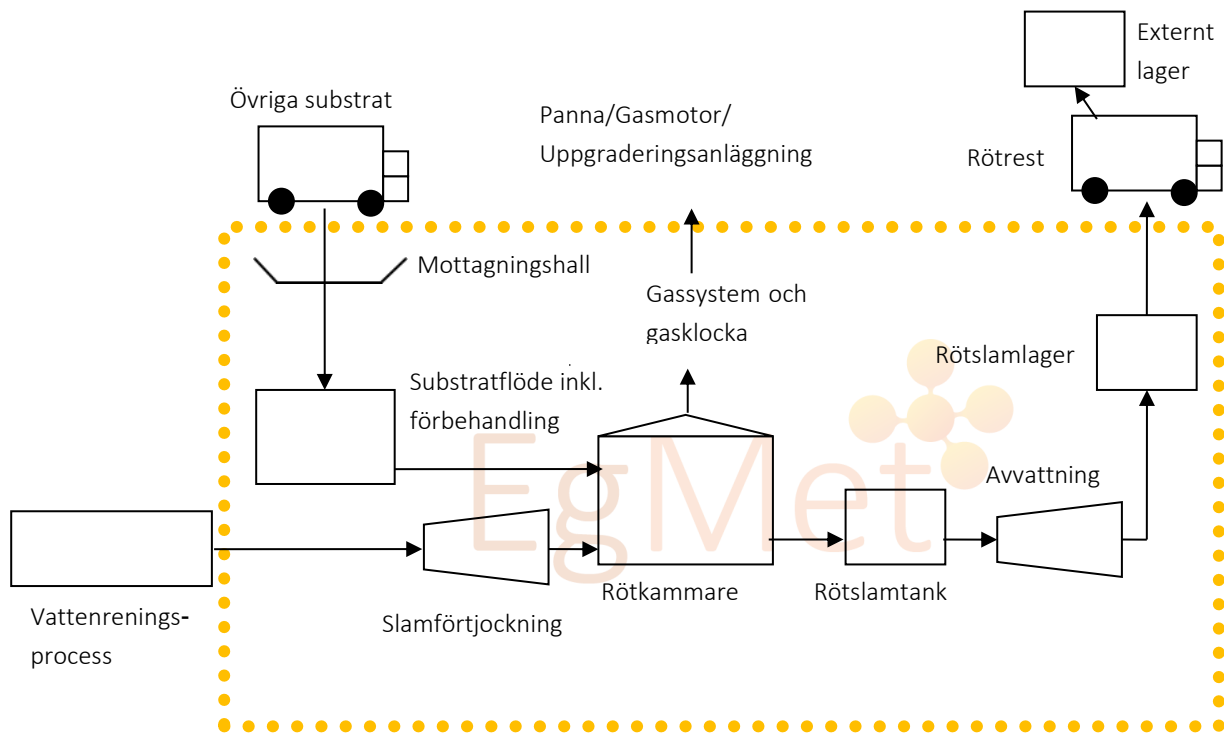 Externt
lager
Övriga substrat
Panna/Gasmotor/
Uppgraderingsanläggning
Rötrest
Mottagningshall
Gassystem och
gasklocka
Rötslamlager
Substratflöde inkl.
förbehandling
EgMet
Avvattning
Rötkammare
Rötslamtank
Vattenrenings-
process
Slamförtjockning